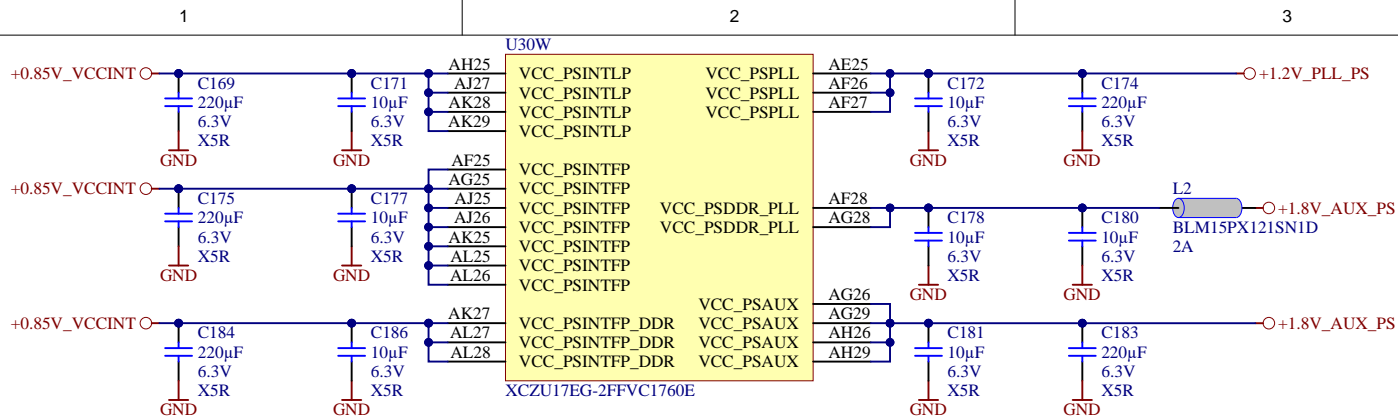 1 2 3
U30W
+0.85V_VCCINT
C169
220µF
6.3V
X5R
GND
C171
10µF
6.3V
X5R
GND
AH25 VCC_PSINTLP
AJ27 VCC_PSINTLP
AK28 VCC_PSINTLP
AK29 VCC_PSINTLP
VCC_PSPLL AE25
VCC_PSPLL AF26
VCC_PSPLL AF27
C172
10µF
6.3V
X5R
GND
C174
220µF
6.3V
X5R
GND
+1.2V_PLL_PS
+0.85V_VCCINT
C175
220µF
6.3V
X5R
GND
C177
10µF
6.3V
X5R
GND
AF25 VCC_PSINTFP
AG25 VCC_PSINTFP
AJ25 VCC_PSINTFP
AJ26 VCC_PSINTFP
AK25 VCC_PSINTFP
AL25 VCC_PSINTFP
AL26 VCC_PSINTFP
VCC_PSDDR_PLL AF28
VCC_PSDDR_PLL AG28
C178
10µF
6.3V
X5R
GND
C180
10µF
6.3V
X5R
GND
L2
BLM15PX121SN1D
2A
+1.8V_AUX_PS
+0.85V_VCCINT
C184
220µF
6.3V
X5R
GND
C186
10µF
6.3V
X5R
GND
AK27 VCC_PSINTFP_DDR
AL27 VCC_PSINTFP_DDR
AL28 VCC_PSINTFP_DDR
VCC_PSAUX AG26
VCC_PSAUX AG29
VCC_PSAUX AH26
VCC_PSAUX AH29
C181
10µF
6.3V
X5R
GND
C183
220µF
6.3V
X5R
GND
+1.8V_AUX_PS
XCZU17EG-2FFVC1760E